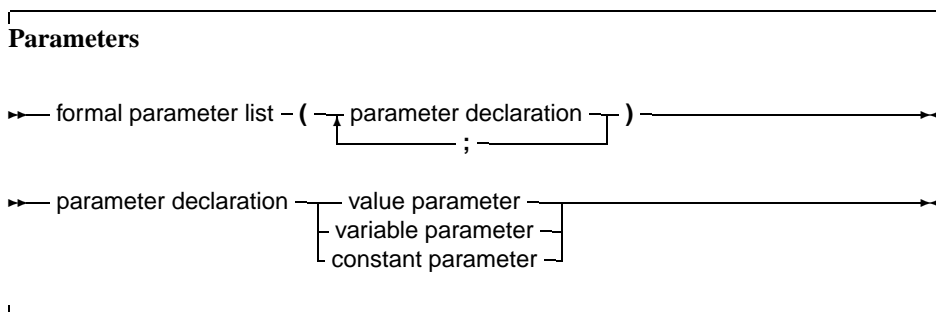 Parameters
formal parameter list ( parameter declaration )
;
parameter declaration value parameter
variable parameter
constant parameter